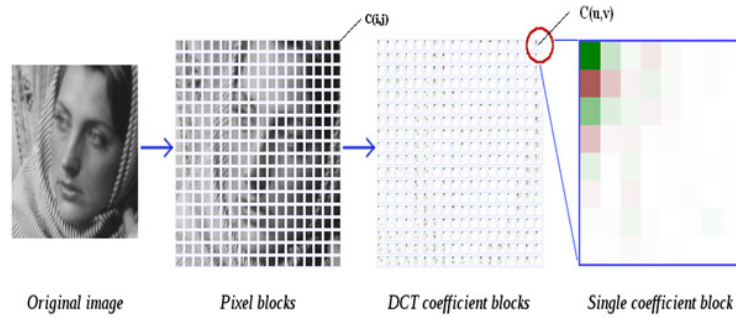 C(i,j)
C(u,v)
Original image
Pixel blocks
DCT coefficient blocks
Single coefficient block